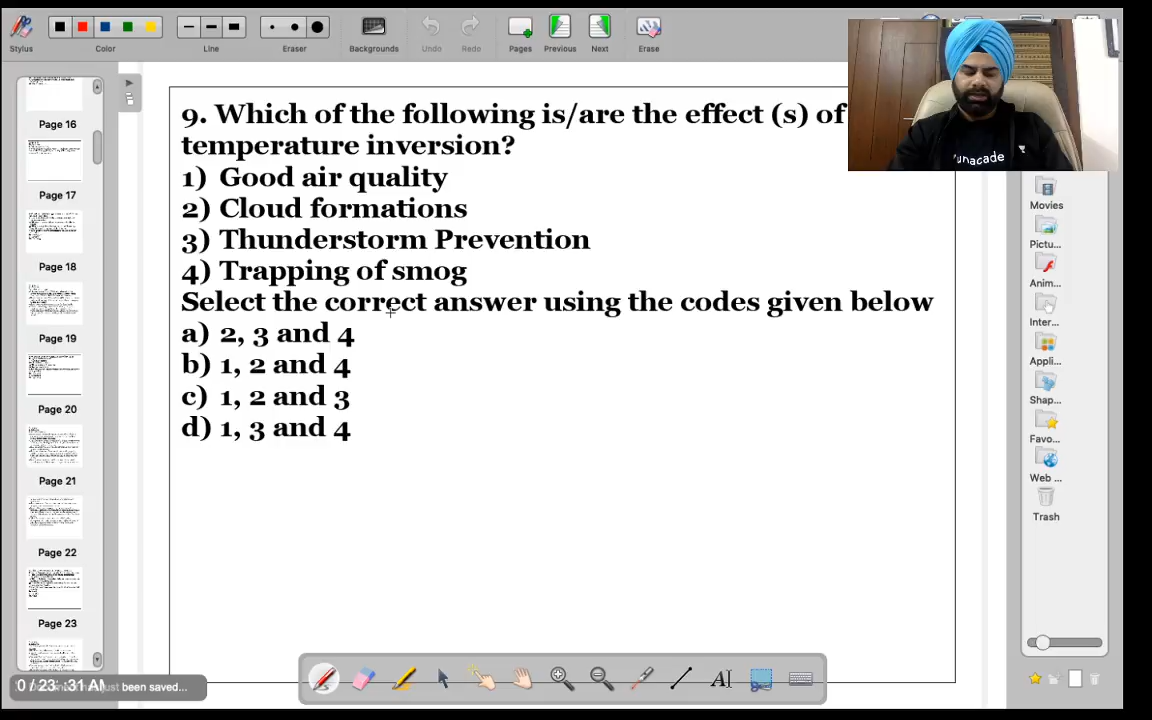 Stylus
Color
Line
Eraser
Backgrounds
Undo
Redo
Pages
Previous
Next
Erase
Page 16
Page 17
Page 18
Page 19
Page 20
Page 21
Page 22
Page 23
9. Which of the following is/are the effect (s) of
temperature inversion?
1) Good air quality
2) Cloud formations
3) Thunderstorm Prevention
4) Trapping of smog
Select the correct answer using the codes given below
a) 2, 3 and 4
b) 1, 2 and 4
c) 1, 2 and 3
d) 1, 3 and 4
unacade
Movies
Pictu...
Anim...
Inter...
Appli...
Shap...
Favo...
Web ...
Trash
been saved...